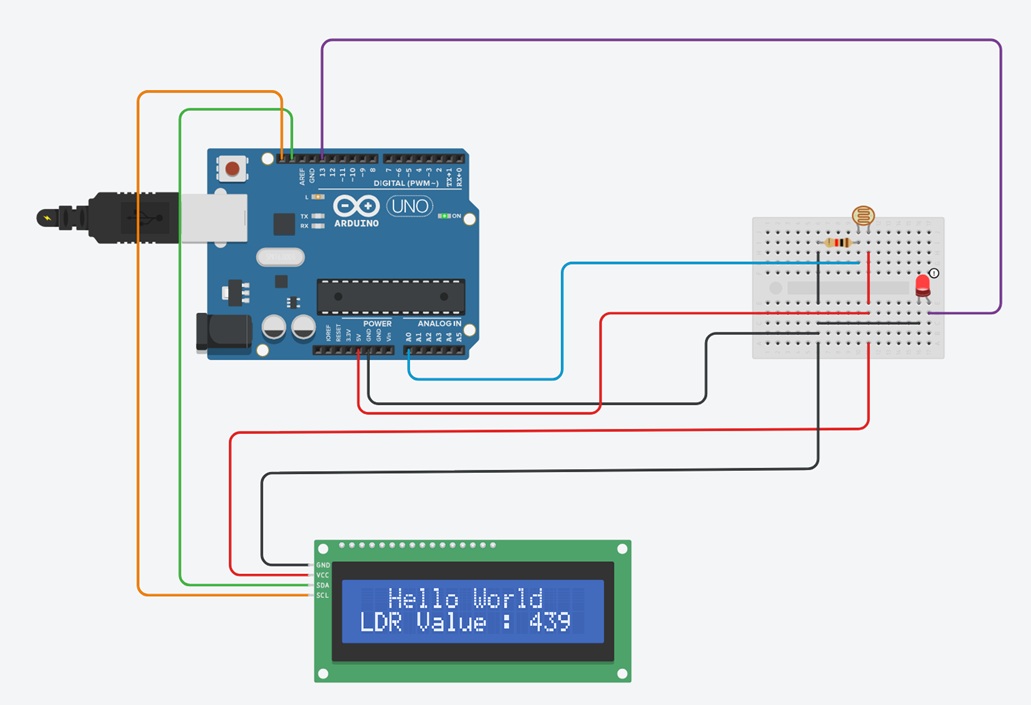 AREF
GND
13
12
~11
~10
~9
8
7
~6
~5
4
~3
2
TX→1
RX←0
DIGITAL (PWM~)
L
TX
RX
ARDUINO
UNO
ON
POWER
ANALOG IN
IOREF
RESET
3.3V
5V
GND
GND
Vin
A0
A1
A2
A3
A4
A5
!
GND
VCC
SDA
SCL
Hello World
LDR Value : 439